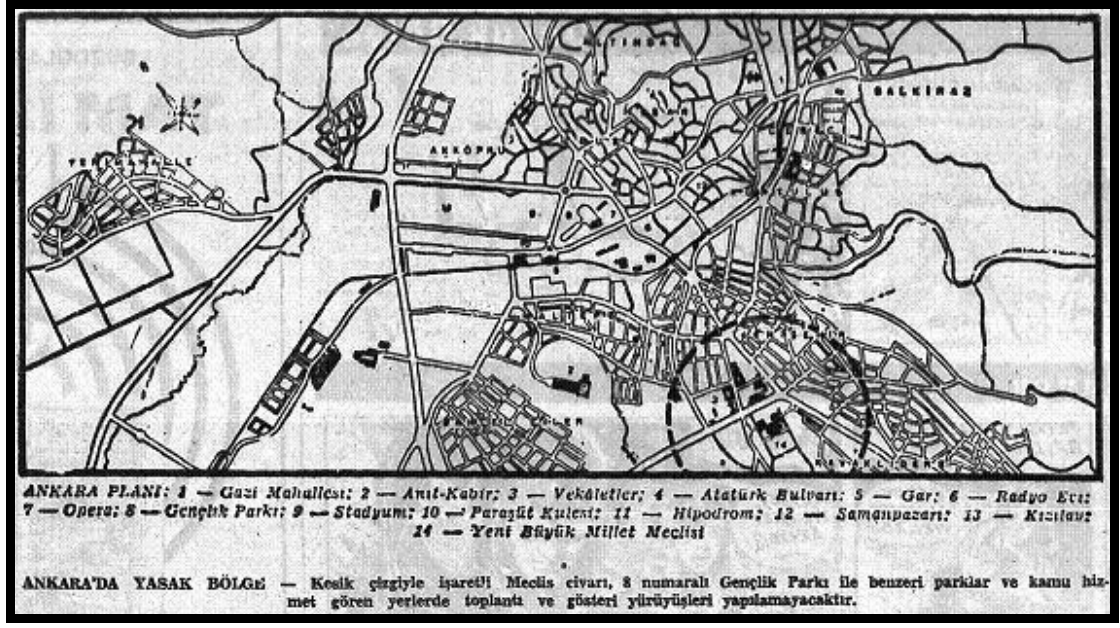 ALTINDAĞ
BALKİRAZ
YENİMAHALLE
AKKÖPRÜ
KAVAKLIDERE
ANKARA PLANI: 1 — Gazi Mahallesi; 2 — Anıt-Kabir; 3 — Vekâletler; 4 — Atatürk Bulvarı; 5 — Gar; 6 — Radyo Evi;
7 — Opera; 8 — Gençlik Parkı; 9 — Stadyum; 10 — Paraşüt Kulesi; 11 — Hipodrom; 12 — Samanpazarı; 13 — Kızılay;
14 — Yeni Büyük Millet Meclisi
ANKARA'DA YASAK BÖLGE — Kesik çizgiyle işaretli Meclis civarı, 8 numaralı Gençlik Parkı ile benzeri parklar ve kamu hiz-
met gören yerlerde toplantı ve gösteri yürüyüşleri yapılamayacaktır.